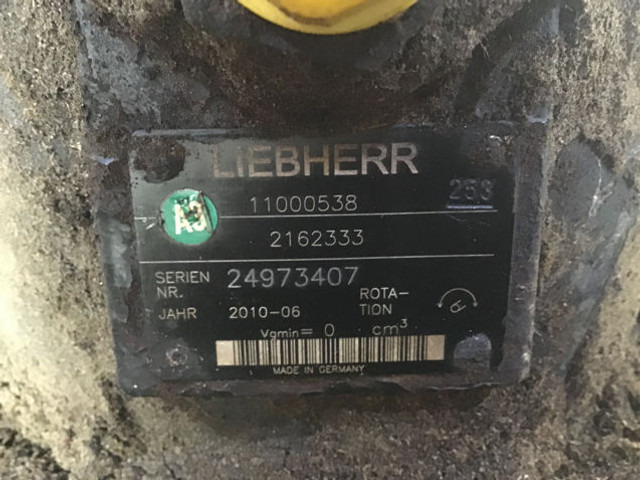 LIEBHERR
A3 11000538 253
2162333
SERIEN NR. 24973407
JAHR 2010-06 ROTA-TION
Vgmin= 0 cm³
MADE IN GERMANY